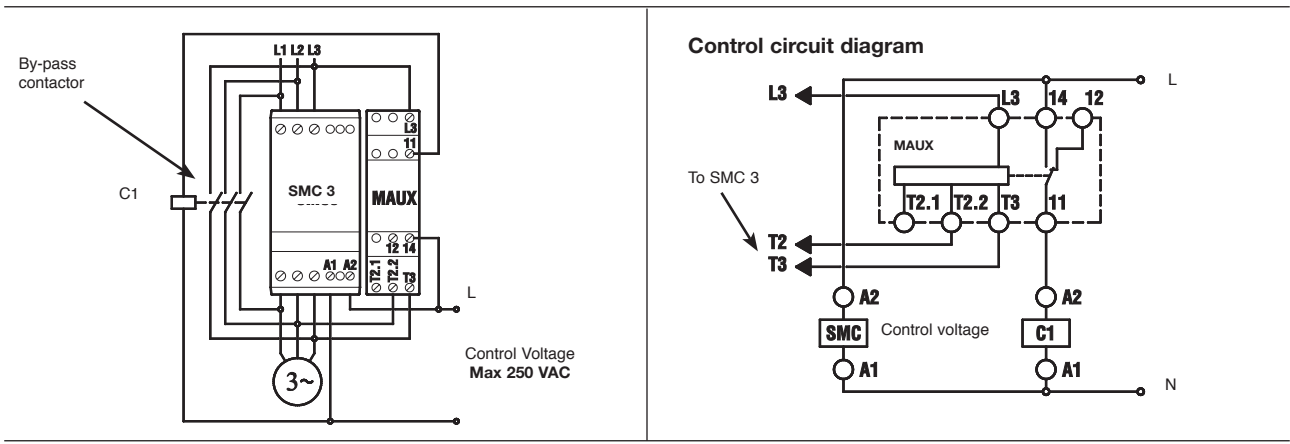 By-pass
contactor
L1 L2 L3
L3
11
C1
SMC 3
MAUX
12 14
A1 A2
T2.1
T2.2
T3
L
3~
Control Voltage
Max 250 VAC
Control circuit diagram
L
L3
L3
14
12
MAUX
To SMC 3
T2.1
T2.2
T3
11
T2
T3
A2
A2
SMC
Control voltage
C1
A1
A1
N